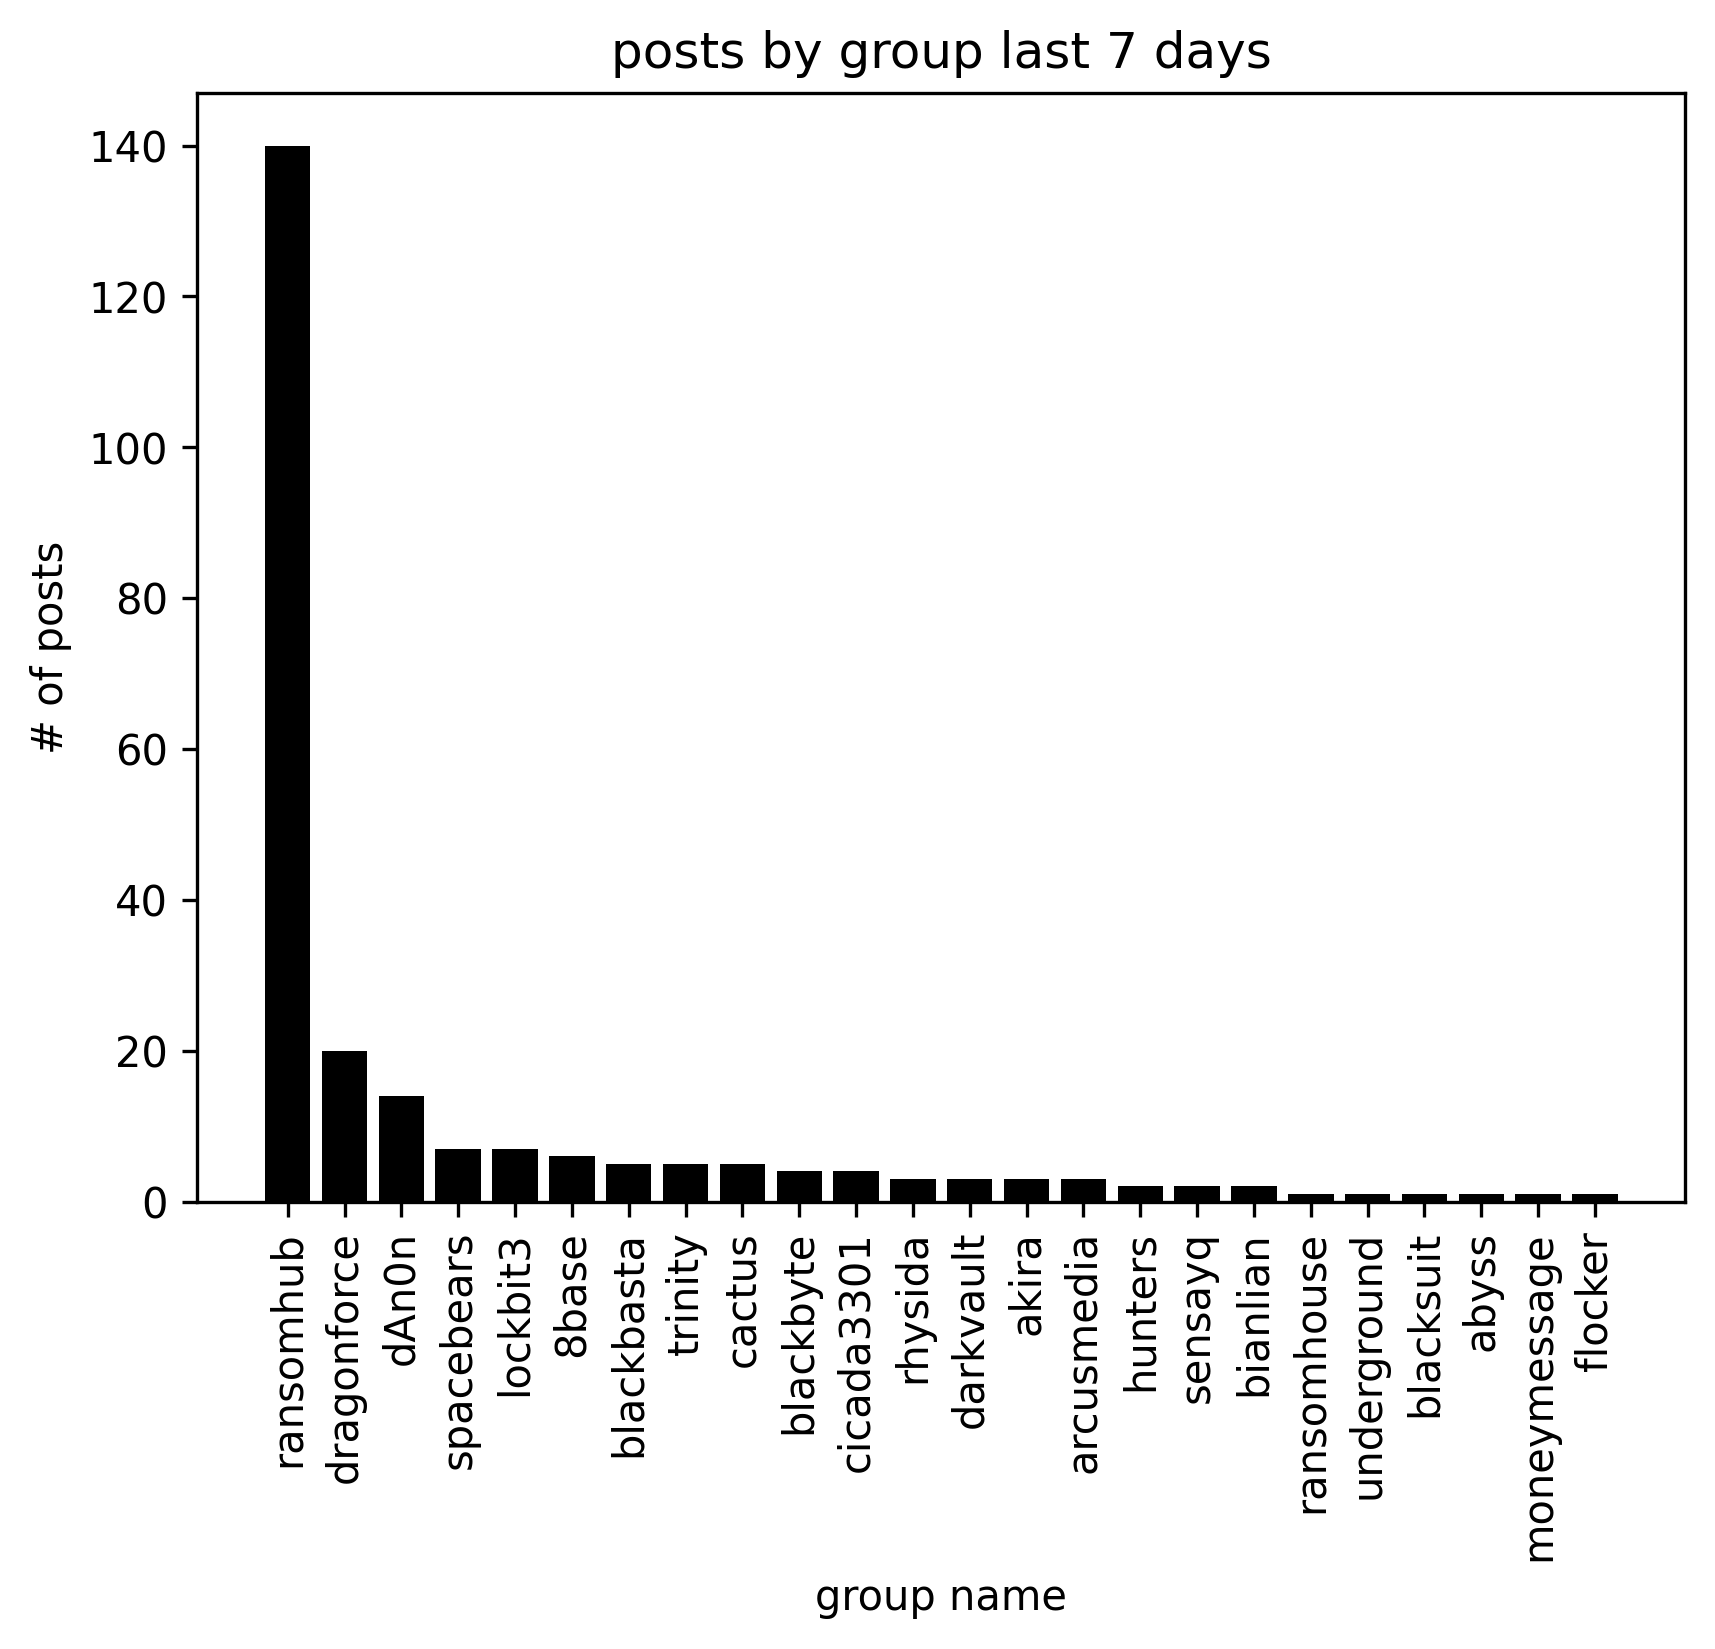 posts by group last 7 days
# of posts
140
120
100
80
60
40
20
0
ransomhub
dragonforce
dAn0n
spacebears
lockbit3
8base
blackbasta
trinity
cactus
blackbyte
cicada3301
rhysida
darkvault
akira
arcusmedia
hunters
sensayq
bianlian
ransomhouse
underground
blacksuit
abyss
moneymessage
flocker
group name